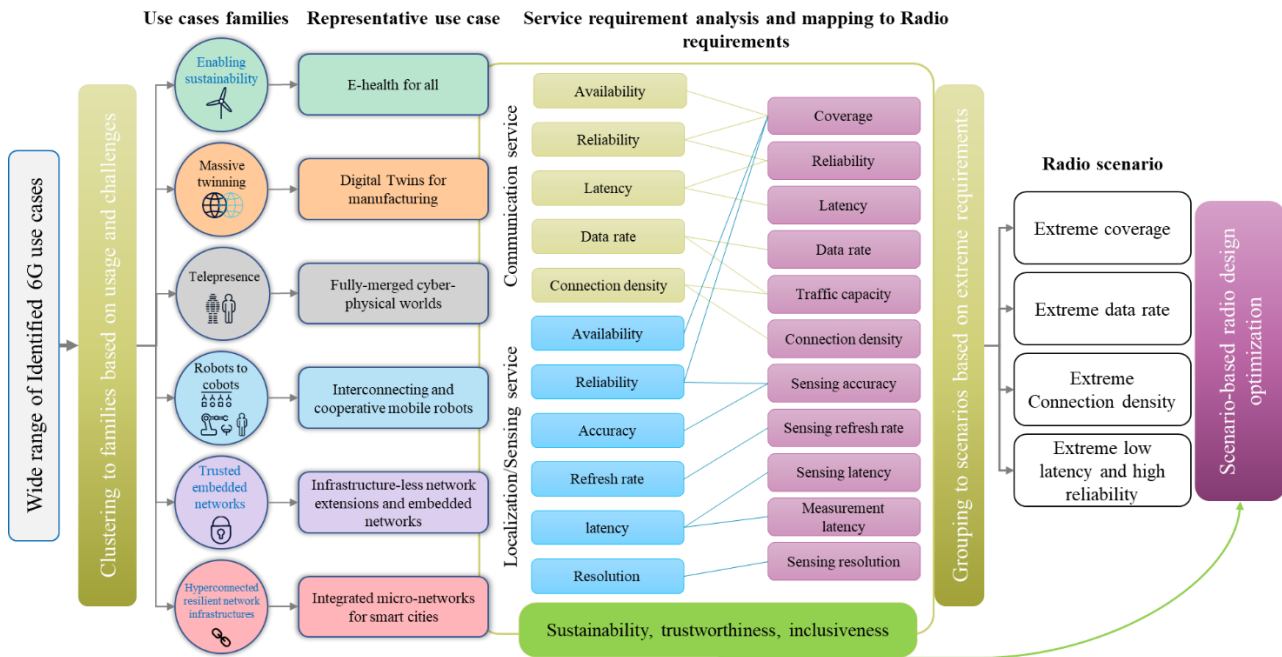 Use cases families
Representative use case
Service requirement analysis and mapping to Radio
requirements
Wide range of Identified 6G use cases
Clustering to families based on usage and challenges
Enabling
sustainability
Massive
twinning
Telepresence
Robots to
cobots
Trusted
embedded
networks
Hyperconnected
resilient network
infrastructures
E-health for all
Digital Twins for
manufacturing
Fully-merged cyber-
physical worlds
Interconnecting and
cooperative mobile robots
Infrastructure-less network
extensions and embedded
networks
Integrated micro-networks
for smart cities
Communication service
Availability
Reliability
Latency
Data rate
Connection density
Localization/Sensing service
Availability
Reliability
Accuracy
Refresh rate
latency
Resolution
Coverage
Reliability
Latency
Data rate
Traffic capacity
Connection density
Sensing accuracy
Sensing refresh rate
Sensing latency
Measurement
latency
Sensing resolution
Sustainability, trustworthiness, inclusiveness
Grouping to scenarios based on extreme requirements
Radio scenario
Extreme coverage
Extreme data rate
Extreme
Connection density
Extreme low
latency and high
reliability
Scenario-based radio design
optimization